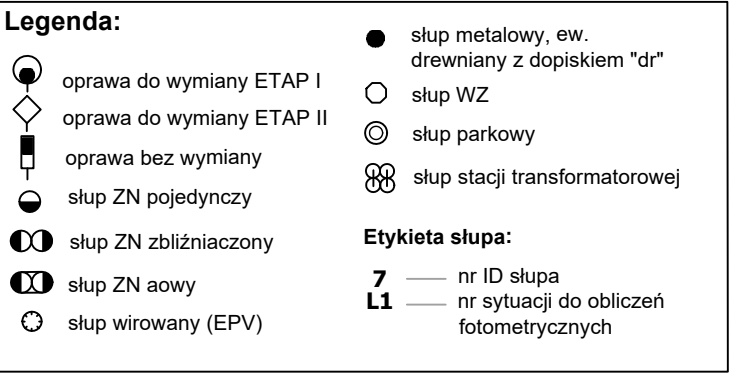 Legenda:
oprawa do wymiany ETAP I
oprawa do wymiany ETAP II
oprawa bez wymiany
słup ZN pojedynczy
słup ZN zbliźniaczony
słup ZN aowy
słup wirowany (EPV)
słup metalowy, ew.
drewniany z dopiskiem "dr"
słup WZ
słup parkowy
słup stacji transformatorowej
Etykieta słupa:
7 nr ID słupa
L1 nr sytuacji do obliczeń
fotometrycznych